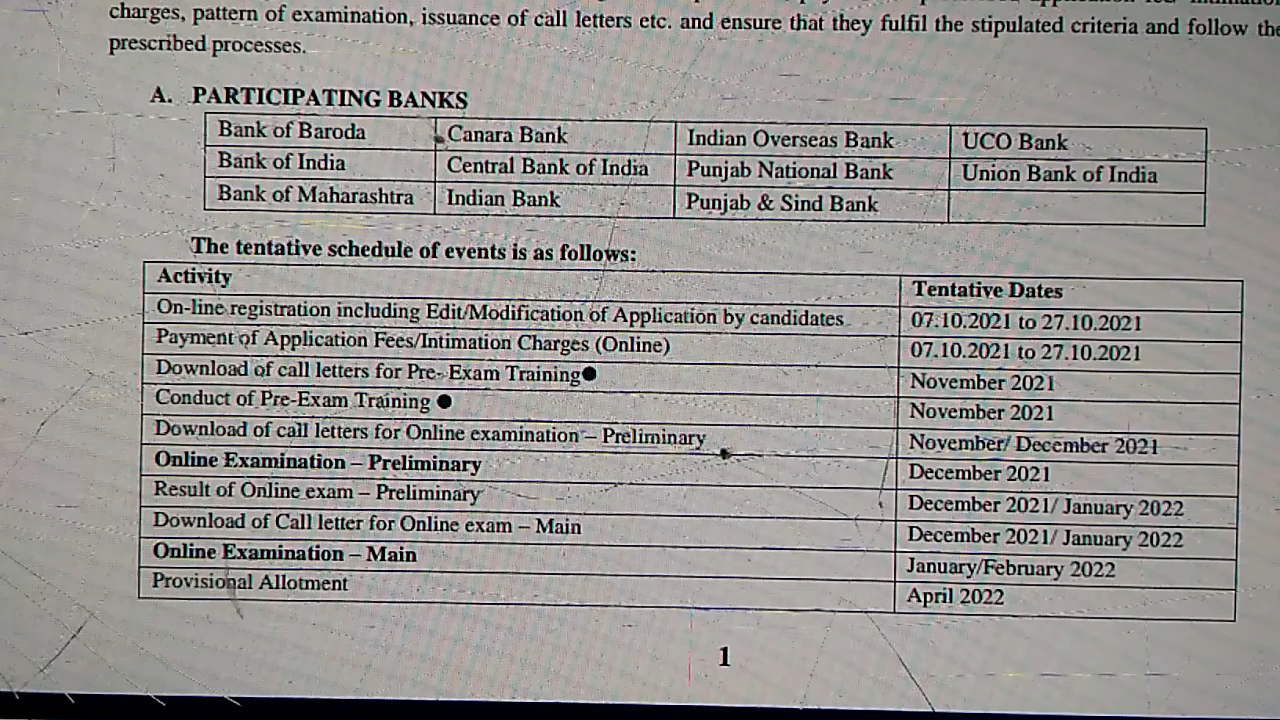 charges, pattern of examination, issuance of call letters etc. and ensure that they fulfil the stipulated criteria and follow the
prescribed processes.
A. PARTICIPATING BANKS
Bank of Baroda Canara Bank Indian Overseas Bank UCO Bank
Bank of India Central Bank of India Punjab National Bank Union Bank of India
Bank of Maharashtra Indian Bank Punjab & Sind Bank
The tentative schedule of events is as follows:
Activity Tentative Dates
On-line registration including Edit/Modification of Application by candidates 07.10.2021 to 27.10.2021
Payment of Application Fees/Intimation Charges (Online) 07.10.2021 to 27.10.2021
Download of call letters for Pre- Exam Training● November 2021
Conduct of Pre-Exam Training ● November 2021
Download of call letters for Online examination – Preliminary November/ December 2021
Online Examination – Preliminary December 2021
Result of Online exam – Preliminary December 2021/ January 2022
Download of Call letter for Online exam – Main December 2021/ January 2022
Online Examination – Main January/February 2022
Provisional Allotment April 2022
1